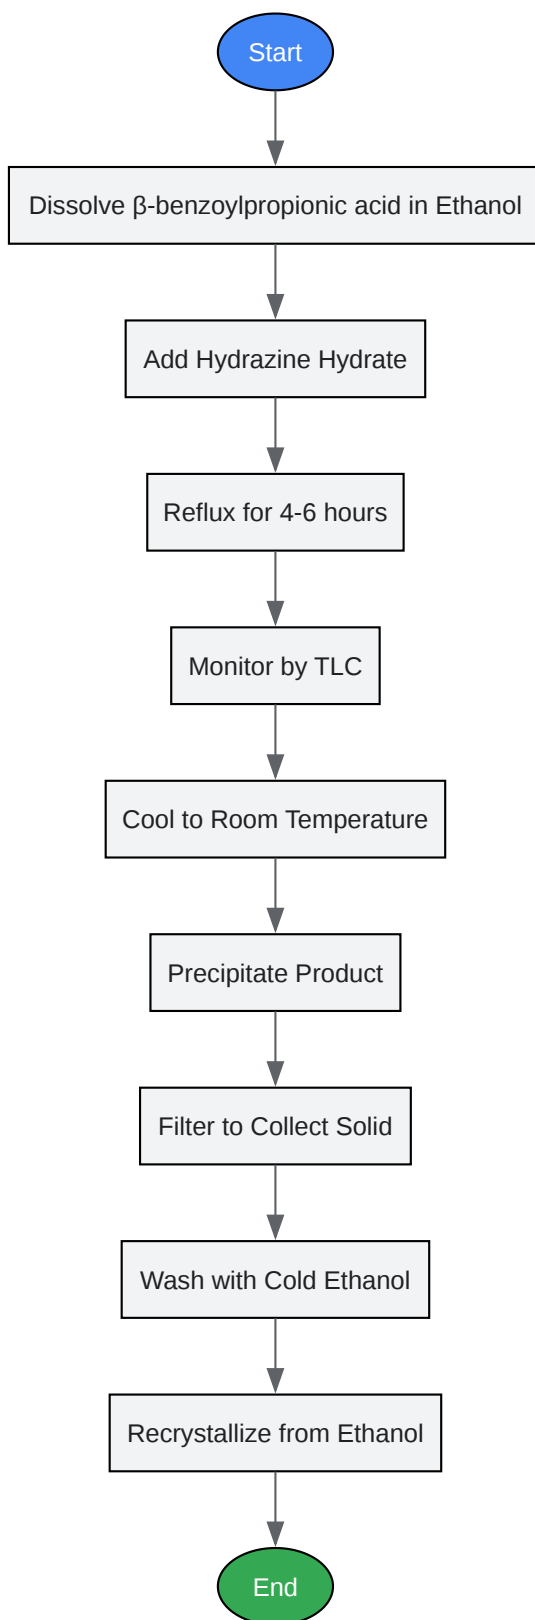 Start
Dissolve β-benzoylpropionic acid in Ethanol
Add Hydrazine Hydrate
Reflux for 4-6 hours
Monitor by TLC
Cool to Room Temperature
Precipitate Product
Filter to Collect Solid
Wash with Cold Ethanol
Recrystallize from Ethanol
End